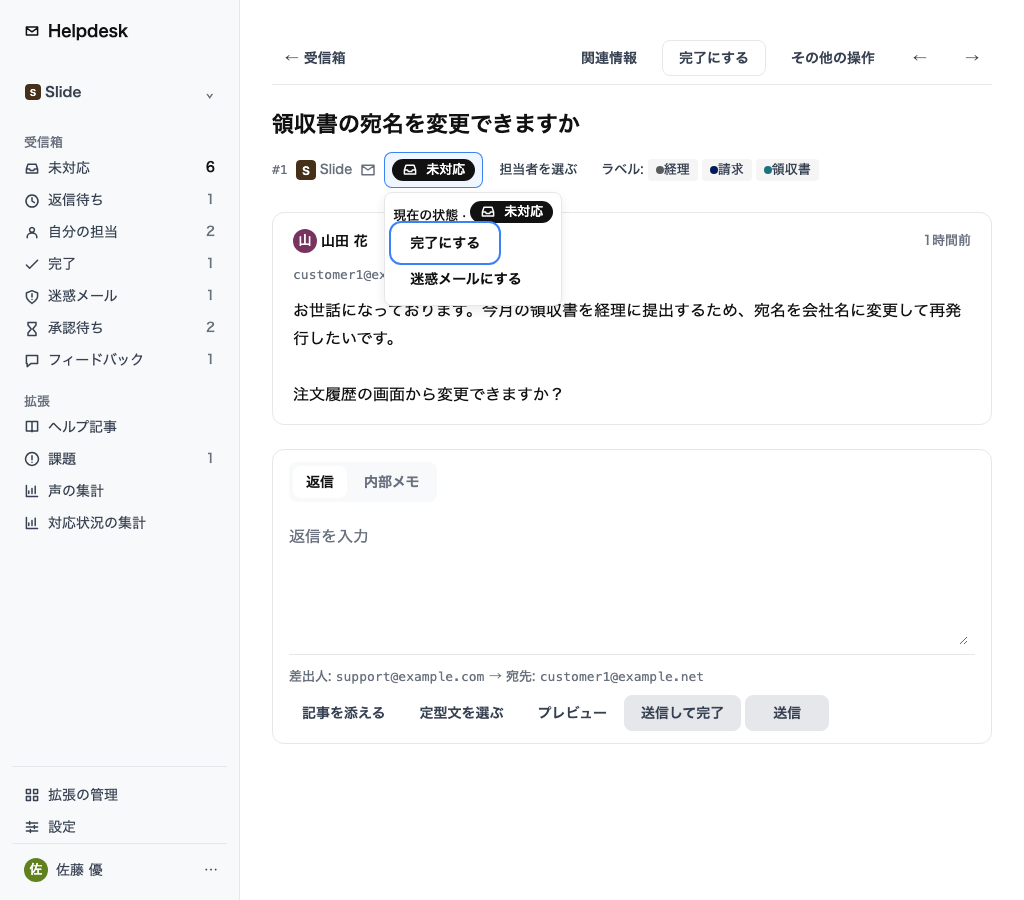 Helpdesk
S Slide
受信箱
未対応 6
返信待ち 1
自分の担当 2
完了 1
迷惑メール 1
承認待ち 2
フィードバック 1
拡張
ヘルプ記事
課題 1
声の集計
対応状況の集計
拡張の管理
設定
佐 佐藤 優 ...
← 受信箱 関連情報 完了にする その他の操作 ← →
領収書の宛名を変更できますか
#1 S Slide 未対応 担当者を選ぶ ラベル: 経理 請求 領収書
現在の状態 · 未対応
完了にする
迷惑メールにする
山 山田 花 1時間前
customer1@ex
お世話になっております。今月の領収書を経理に提出するため、宛名を会社名に変更して再発
行したいです。
注文履歴の画面から変更できますか？
返信 内部メモ
返信を入力
差出人: support@example.com → 宛先: customer1@example.net
記事を添える 定型文を選ぶ プレビュー 送信して完了 送信